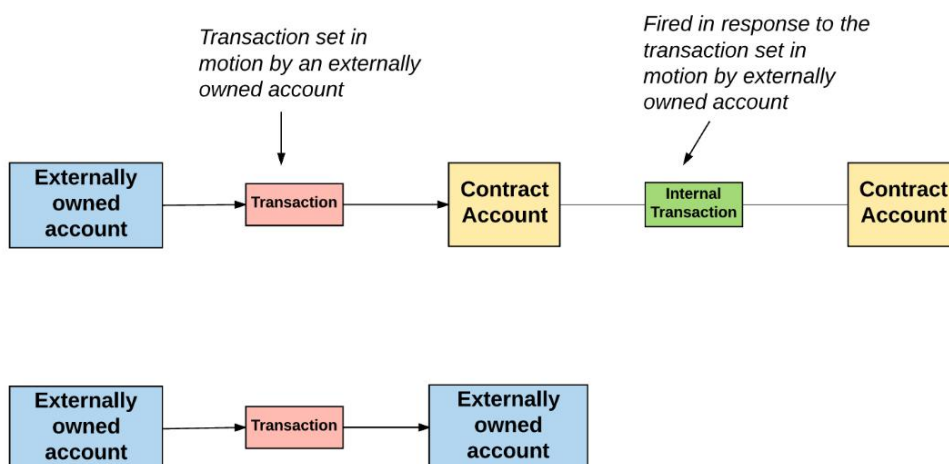 Transaction set in
motion by an externally
owned account
Fired in response to the
transaction set in
motion by externally
owned account
Externally
owned
account
Transaction
Contract
Account
Internal
Transaction
Contract
Account
Externally
owned
account
Transaction
Externally
owned
account